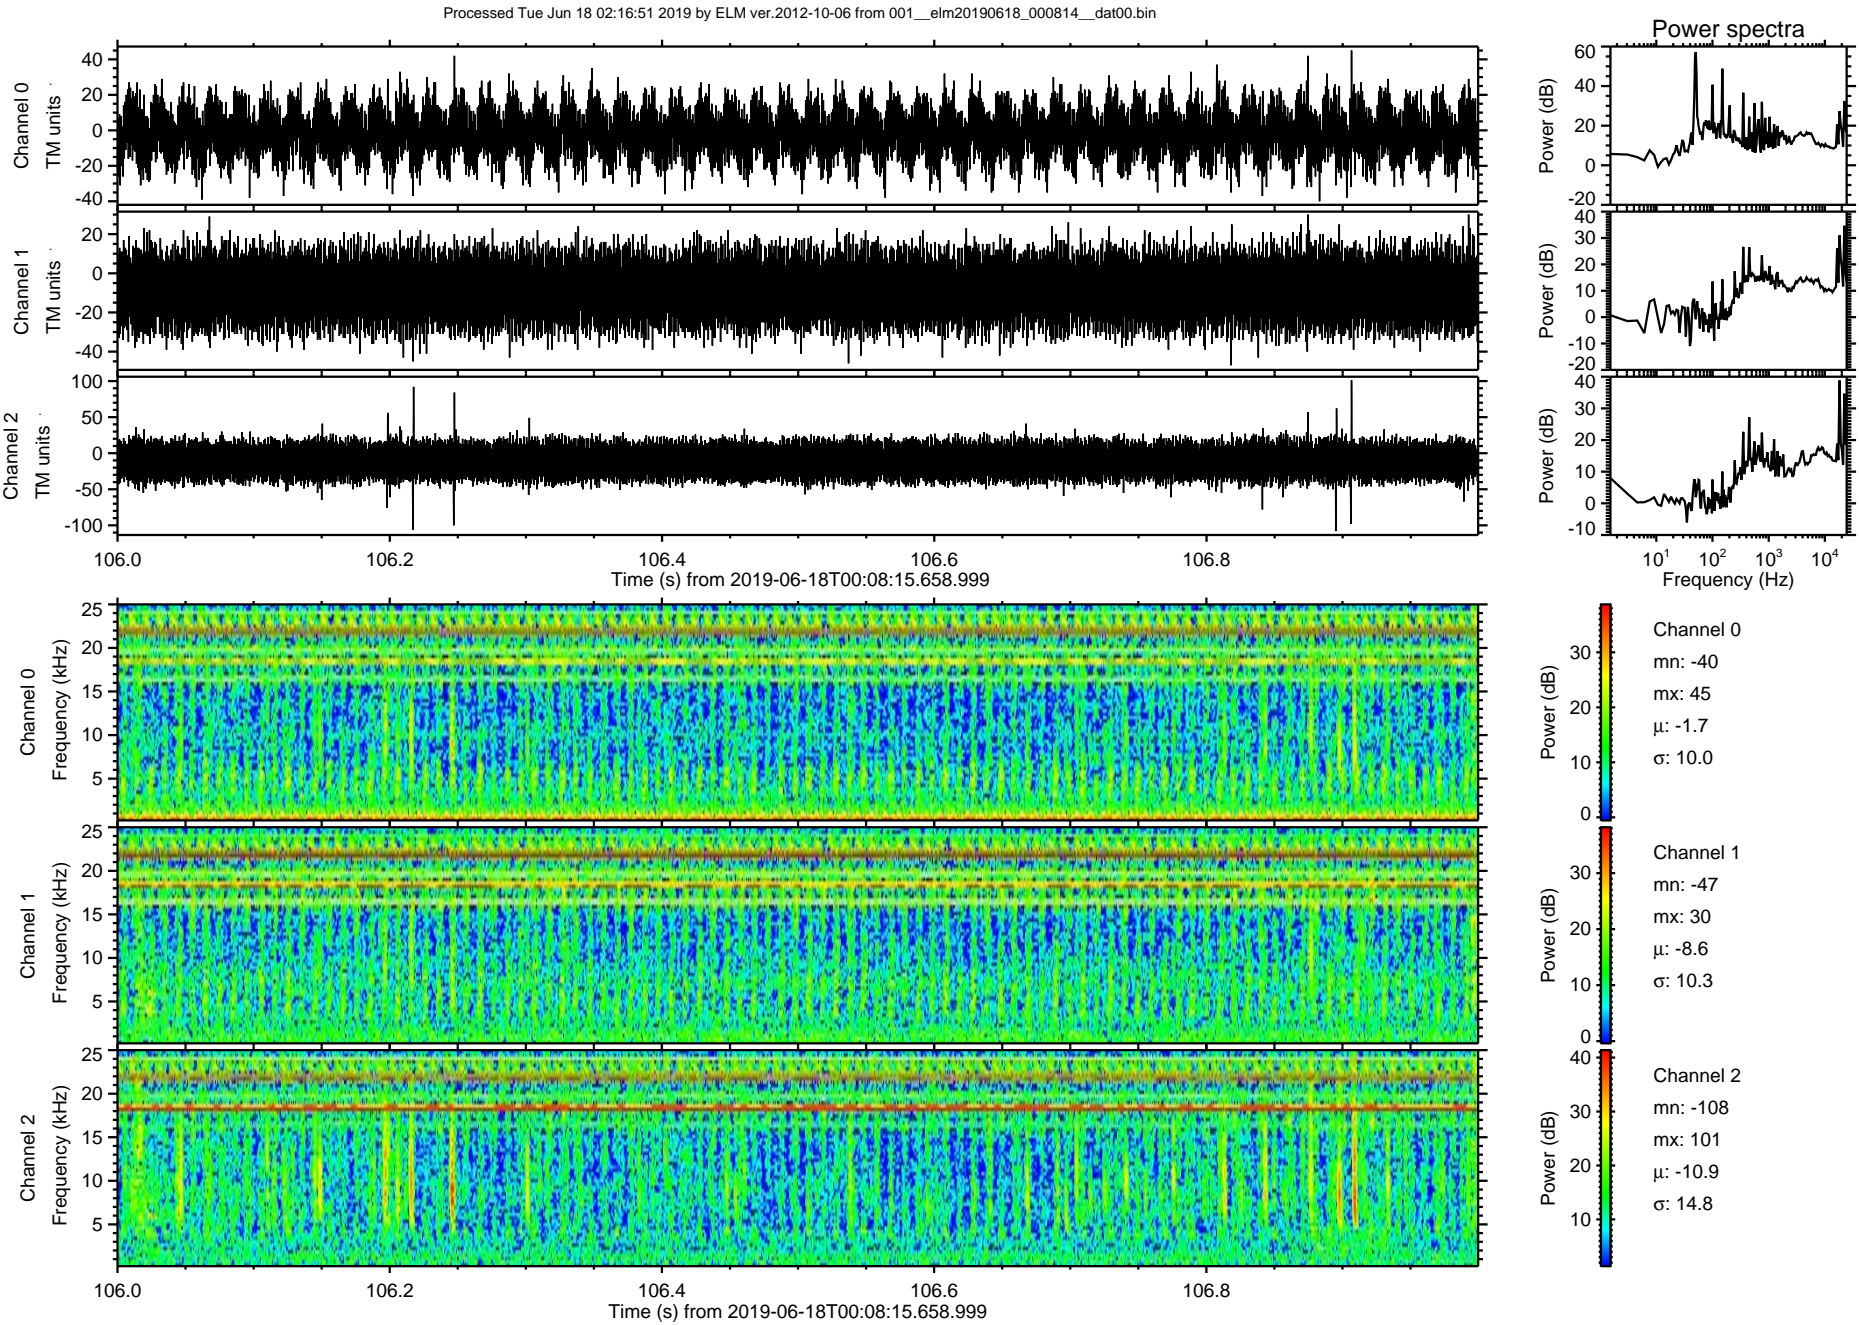 Processed Tue Jun 18 02:16:51 2019 by ELM ver.2012-10-06 from 001__elm20190618_000814__dat00.bin
Power spectra
Channel 0
TM units
40
20
0
-20
-40
Power (dB)
60
40
20
0
-20
Channel 1
TM units
20
0
-20
-40
Power (dB)
40
30
20
10
0
-10
-20
Channel 2
TM units
100
50
0
-50
-100
Power (dB)
40
30
20
10
0
-10
106.0 106.2 106.4 106.6 106.8
Time (s) from 2019-06-18T00:08:15.658.999
10¹ 10² 10³ 10⁴
Frequency (Hz)
Channel 0
Frequency (kHz)
25
20
15
10
5
Power (dB)
30
20
10
0
Channel 0
mn: -40
mx: 45
µ: -1.7
σ: 10.0
Channel 1
Frequency (kHz)
25
20
15
10
5
Power (dB)
30
20
10
0
Channel 1
mn: -47
mx: 30
µ: -8.6
σ: 10.3
Channel 2
Frequency (kHz)
25
20
15
10
5
Power (dB)
40
30
20
10
Channel 2
mn: -108
mx: 101
µ: -10.9
σ: 14.8
106.0 106.2 106.4 106.6 106.8
Time (s) from 2019-06-18T00:08:15.658.999